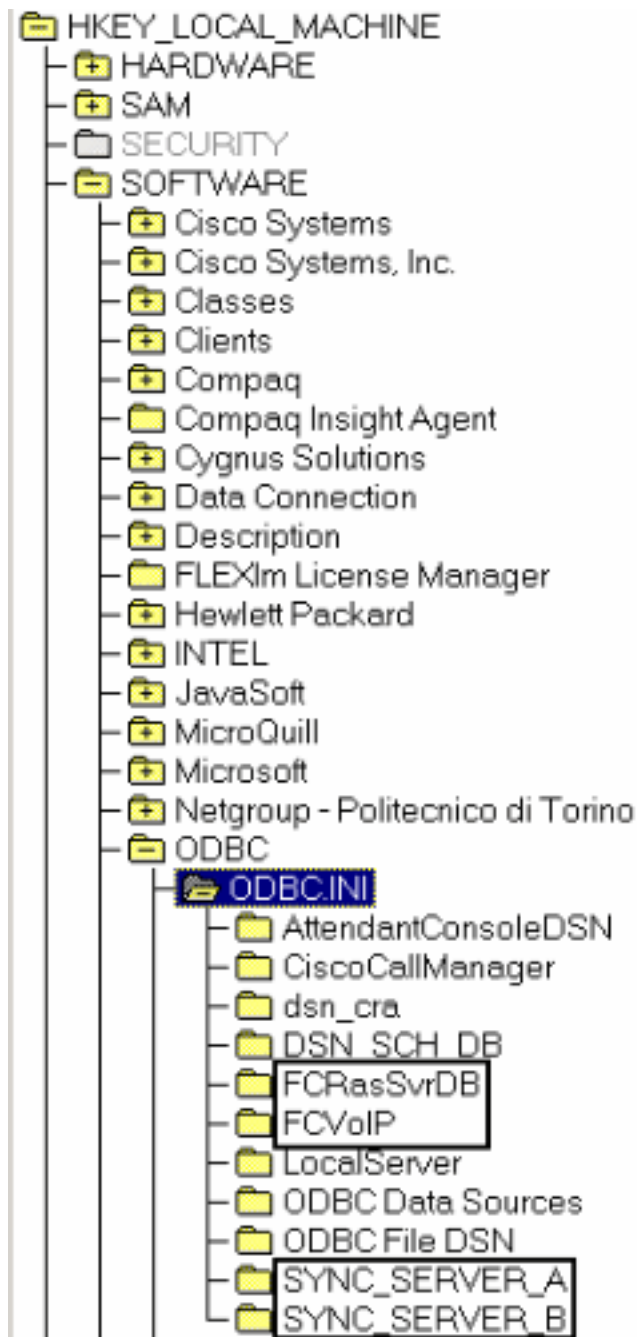 HKEY_LOCAL_MACHINE
HARDWARE
SAM
SECURITY
SOFTWARE
Cisco Systems
Cisco Systems, Inc.
Classes
Clients
Compaq
Compaq Insight Agent
Cygnus Solutions
Data Connection
Description
FLEXlm License Manager
Hewlett Packard
INTEL
JavaSoft
MicroQuill
Microsoft
Netgroup - Politecnico di Torino
ODBC
ODBC.INI
AttendantConsoleDSN
CiscoCallManager
dsn_cra
DSN_SCH_DB
FCRasSvrDB
FCVoIP
LocalServer
ODBC Data Sources
ODBC File DSN
SYNC_SERVER_A
SYNC_SERVER_B